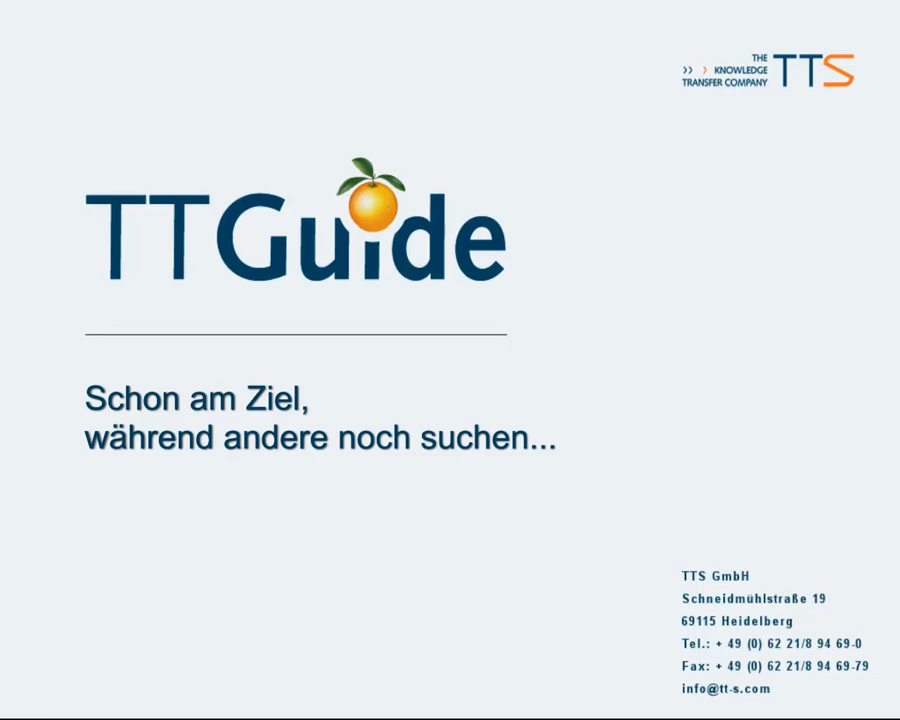 THE
KNOWLEDGE
TRANSFER COMPANY
TTS
TTGuide
Schon am Ziel,
während andere noch suchen...
TTS GmbH
Schneidmühlstraße 19
69115 Heidelberg
Tel.: + 49 (0) 62 21/8 94 69-0
Fax: + 49 (0) 62 21/8 94 69-79
info@tt-s.com